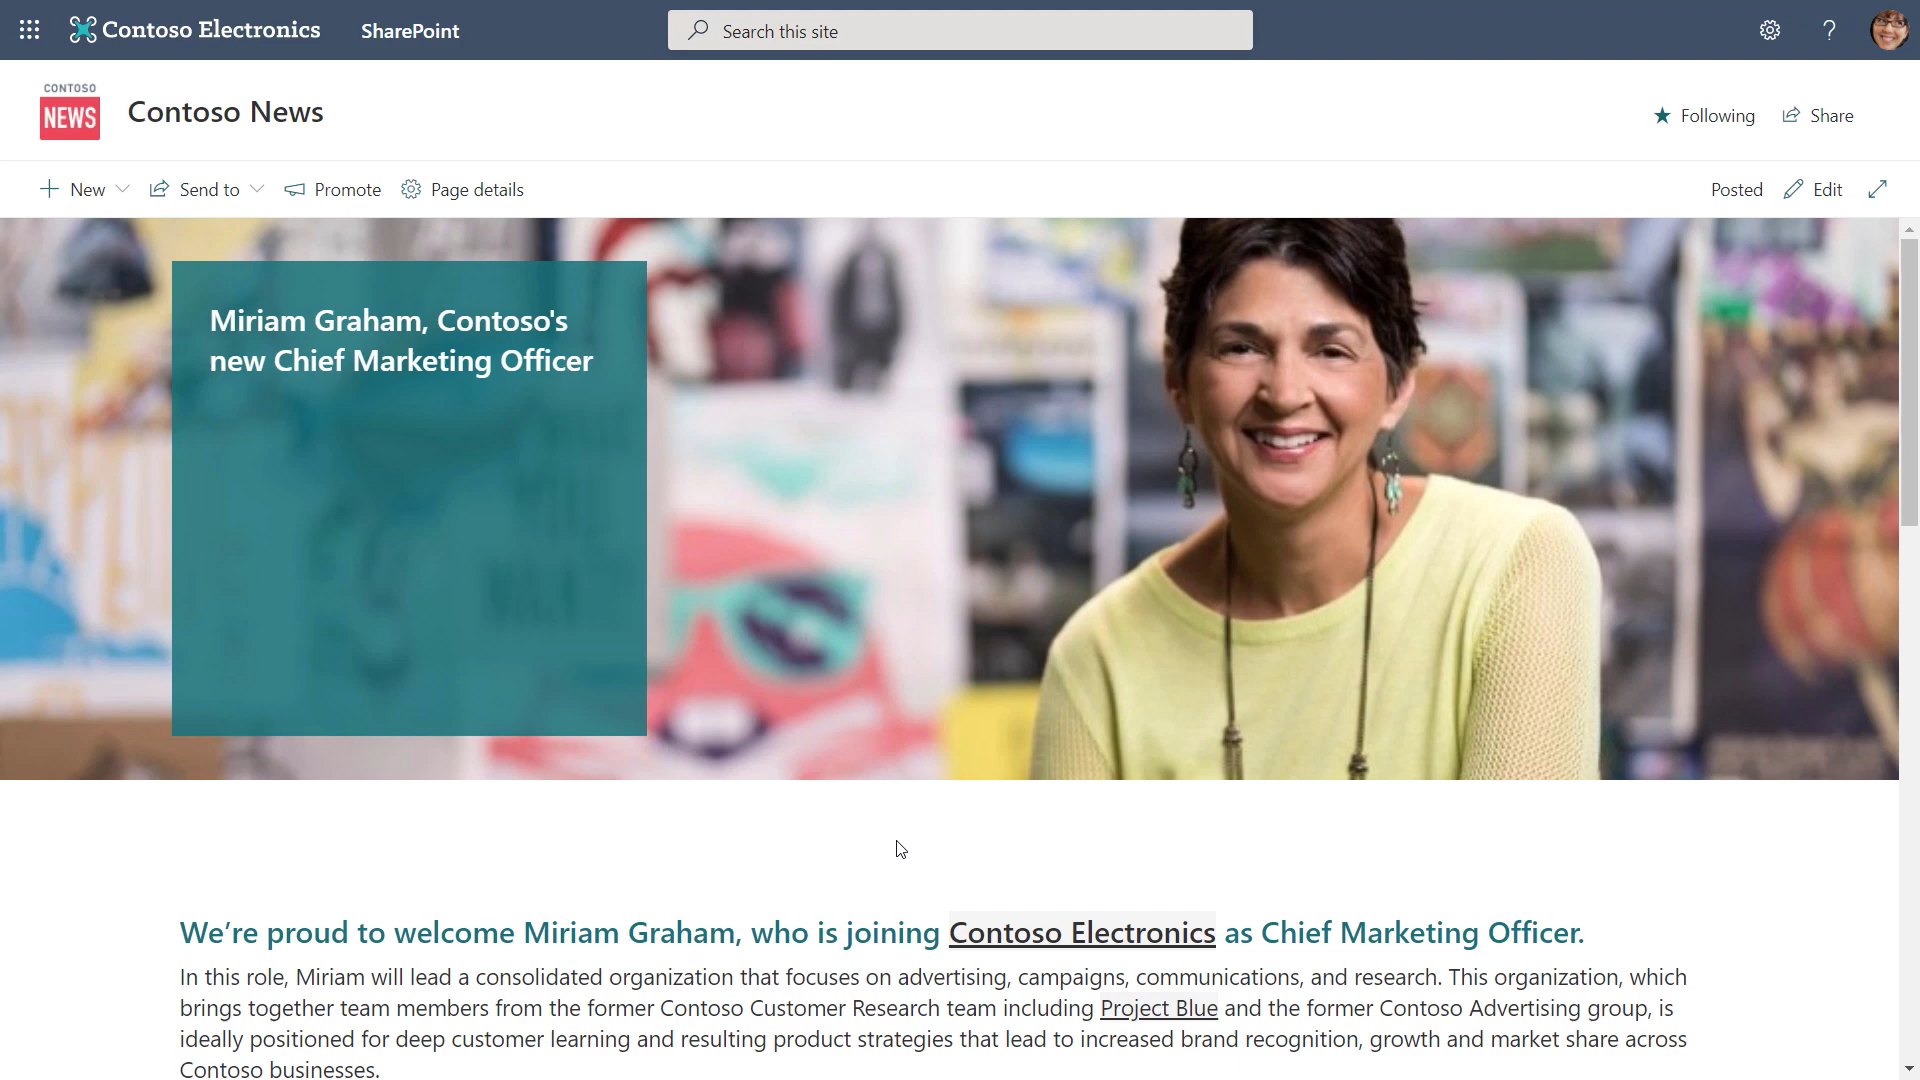 Contoso Electronics
SharePoint
Search this site
CONTOSO
NEWS
Contoso News
Following
Share
New
Send to
Promote
Page details
Posted
Edit
Miriam Graham, Contoso's
new Chief Marketing Officer
We’re proud to welcome Miriam Graham, who is joining Contoso Electronics as Chief Marketing Officer.
In this role, Miriam will lead a consolidated organization that focuses on advertising, campaigns, communications, and research. This organization, which
brings together team members from the former Contoso Customer Research team including Project Blue and the former Contoso Advertising group, is
ideally positioned for deep customer learning and resulting product strategies that lead to increased brand recognition, growth and market share across
Contoso businesses.